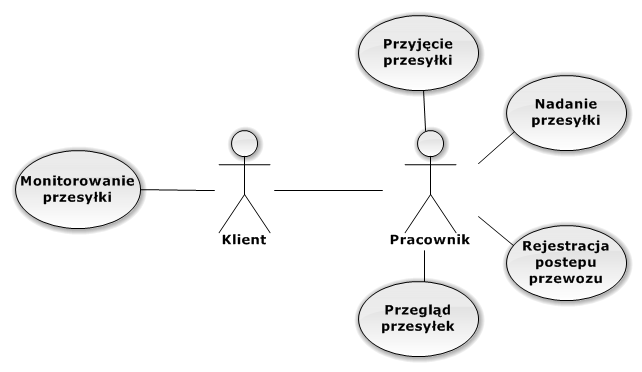 Przyjęcie
przesyłki
Nadanie
przesyłki
Monitorowanie
przesyłki
Klient
Pracownik
Rejestracja
postepu
przewozu
Przegląd
przesyłek